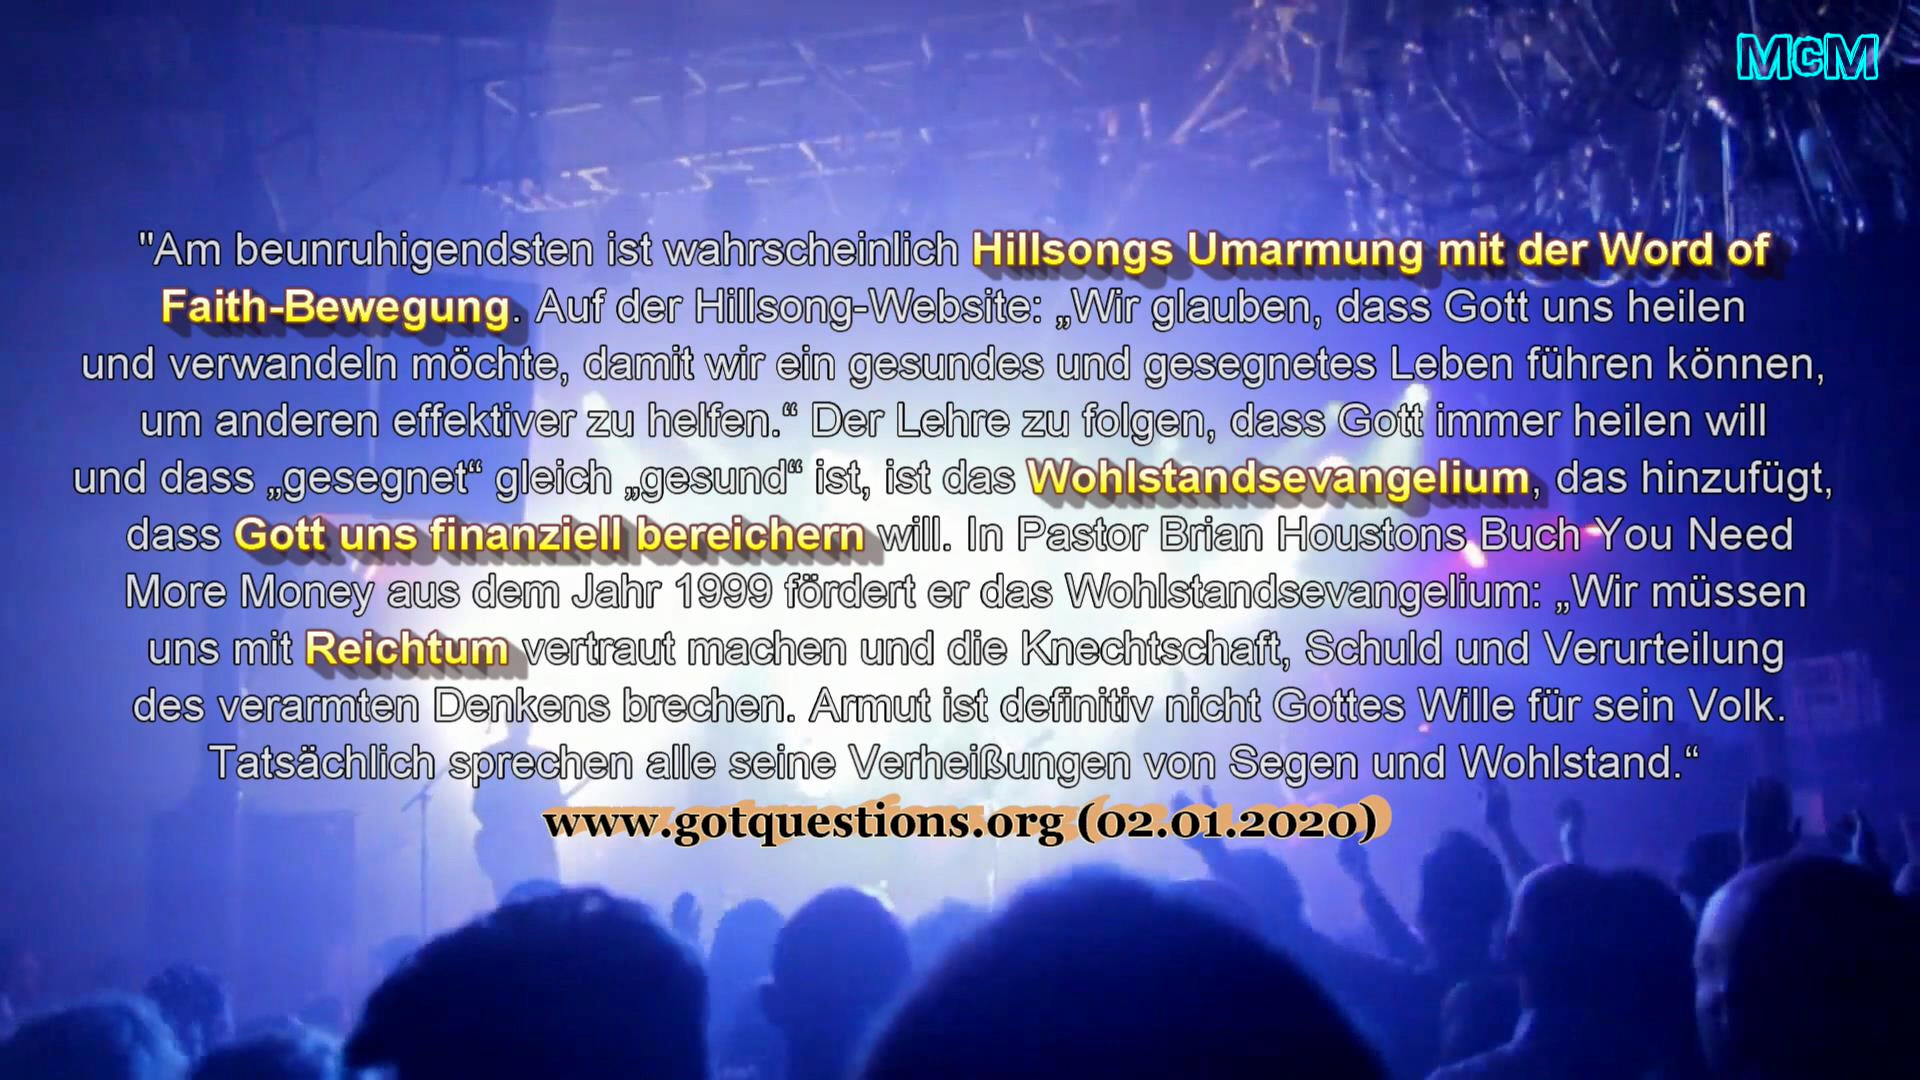 McM
"Am beunruhigendsten ist wahrscheinlich Hillsongs Umarmung mit der Word of
Faith-Bewegung. Auf der Hillsong-Website: „Wir glauben, dass Gott uns heilen
und verwandeln möchte, damit wir ein gesundes und gesegnetes Leben führen können,
um anderen effektiver zu helfen.“ Der Lehre zu folgen, dass Gott immer heilen will
und dass „gesegnet“ gleich „gesund“ ist, ist das Wohlstandsevangelium, das hinzufügt,
dass Gott uns finanziell bereichern will. In Pastor Brian Houstons Buch You Need
More Money aus dem Jahr 1999 fördert er das Wohlstandsevangelium: „Wir müssen
uns mit Reichtum vertraut machen und die Knechtschaft, Schuld und Verurteilung
des verarmten Denkens brechen. Armut ist definitiv nicht Gottes Wille für sein Volk.
Tatsächlich sprechen alle seine Verheißungen von Segen und Wohlstand.“
www.gotquestions.org (02.01.2020)